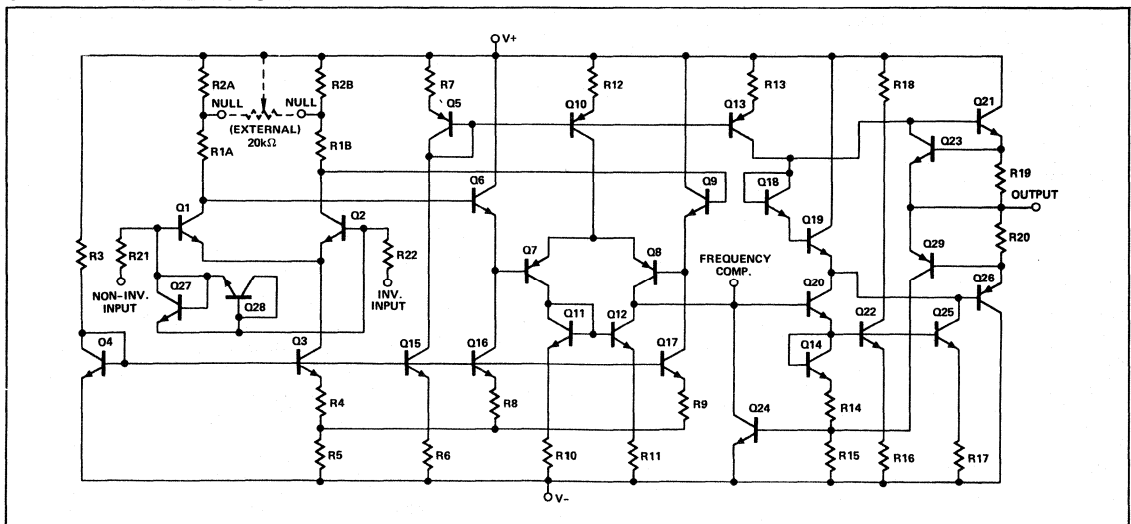 V+
R2A
R2B
R7
R12
R13
R18
Q21
NULL
NULL
Q5
Q10
Q13
Q23
(EXTERNAL)
20kΩ
R1A
R1B
R19
Q18
OUTPUT
Q6
Q9
Q1
Q2
Q19
R20
R3
R21
R22
Q7
Q8
FREQUENCY
COMP.
Q29
Q26
Q27
Q20
NON-INV.
INPUT
Q28
INV.
INPUT
Q11
Q12
Q22
Q25
O4
Q3
Q15
Q16
Q17
Q14
R4
R8
R9
R14
Q24
R5
R6
R10
R11
R15
R16
R17
V-